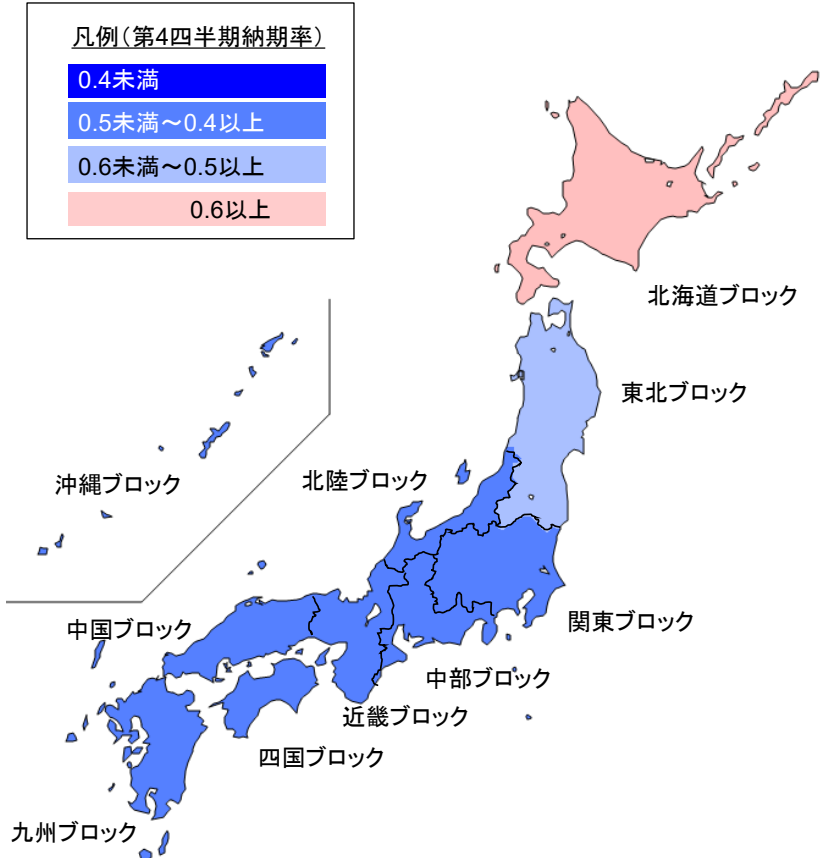 凡例(第4四半期納期率)
0.4未満
0.5未満~0.4以上
0.6未満~0.5以上
0.6以上
北海道ブロック
東北ブロック
北陸ブロック
沖縄ブロック
関東ブロック
中国ブロック
中部ブロック
近畿ブロック
四国ブロック
九州ブロック